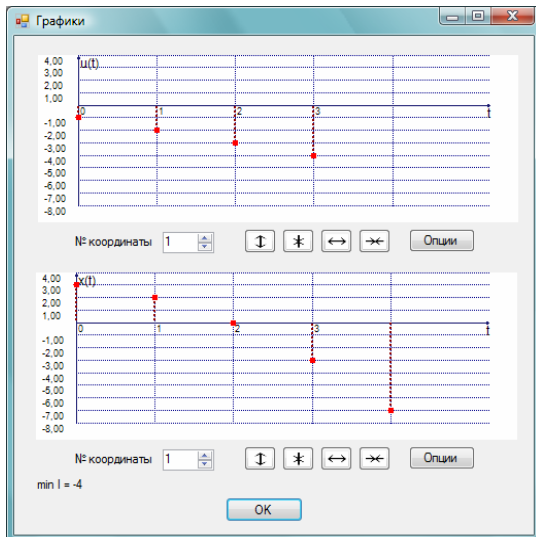 Графики
4,00
3,00
2,00
1,00
-1,00
-2,00
-3,00
-4,00
-5,00
-6,00
-7,00
-8,00
u(t)
0 1 2 3 t
№ координаты 1 Опции
4,00
3,00
2,00
1,00
-1,00
-2,00
-3,00
-4,00
-5,00
-6,00
-7,00
-8,00
x(t)
0 1 2 3 t
№ координаты 1 Опции
min I = -4
OK